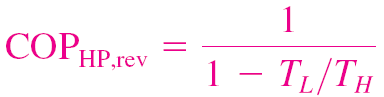 COP_HP,rev = 1 / (1 − T_L/T_H)